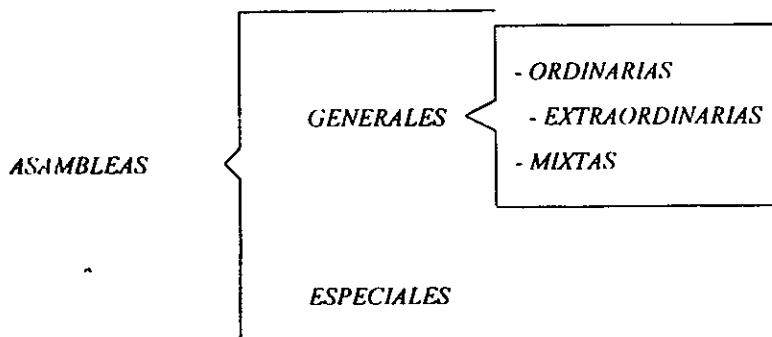 - ORDINARIAS
GENERALES
- EXTRAORDINARIAS
ASAMBLEAS
- MIXTAS
ESPECIALES